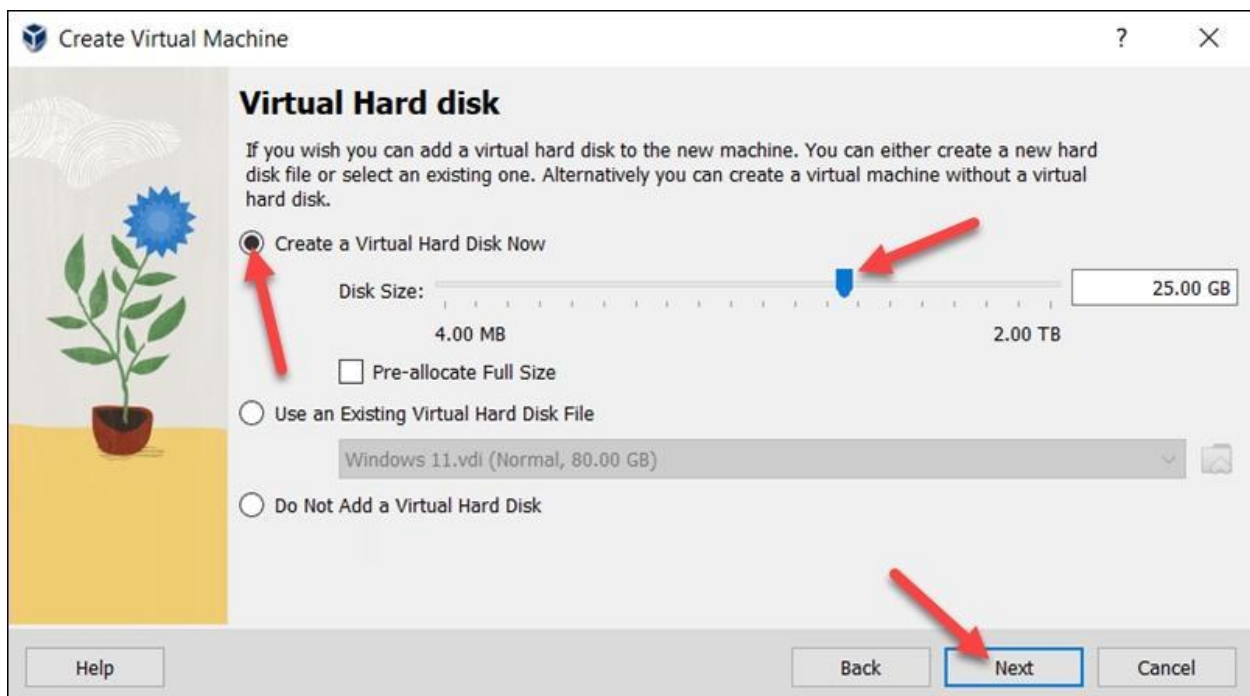 Create Virtual Machine
?
Virtual Hard disk
If you wish you can add a virtual hard disk to the new machine. You can either create a new hard
disk file or select an existing one. Alternatively you can create a virtual machine without a virtual
hard disk.
Create a Virtual Hard Disk Now
Disk Size:
25.00 GB
4.00 MB
2.00 TB
Pre-allocate Full Size
Use an Existing Virtual Hard Disk File
Windows 11.vdi (Normal, 80.00 GB)
Do Not Add a Virtual Hard Disk
Help
Back
Next
Cancel